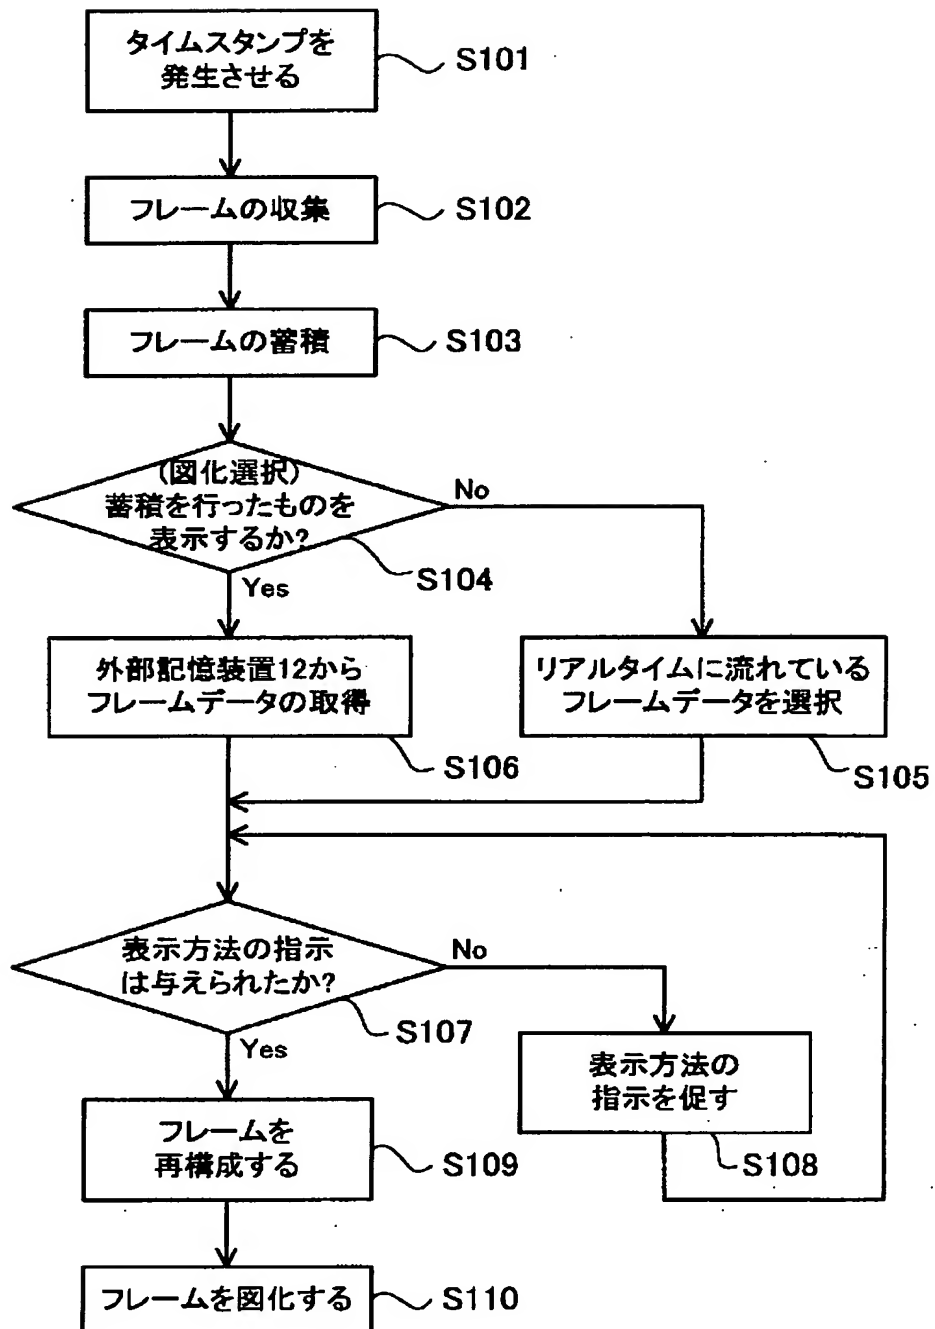 タイムスタンプを
発生させる
S101
フレームの収集
S102
フレームの蓄積
S103
(図化選択)
蓄積を行ったものを
表示するか?
S104
No
Yes
外部記憶装置12から
フレームデータの取得
S106
リアルタイムに流れている
フレームデータを選択
S105
表示方法の指示
は与えられたか?
S107
No
Yes
表示方法の
指示を促す
S108
フレームを
再構成する
S109
フレームを図化する
S110